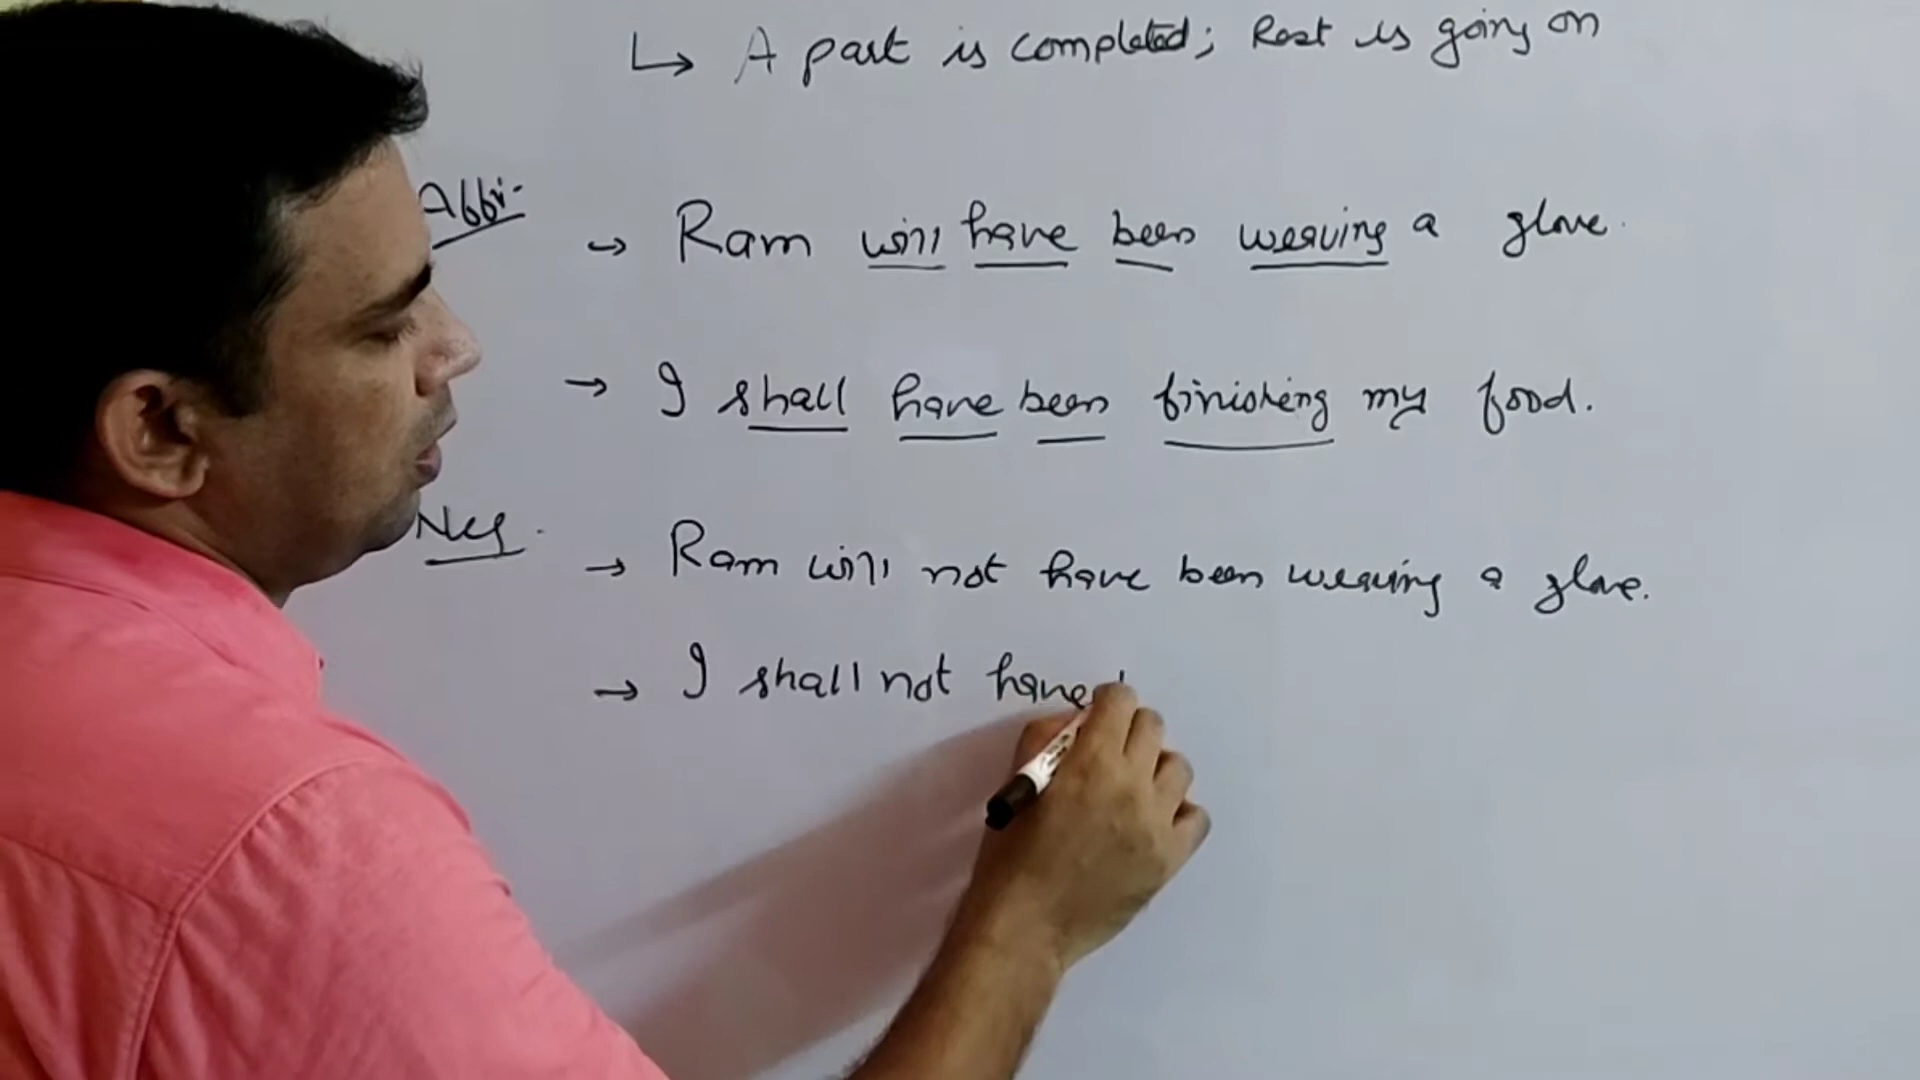 ↳ A part is completed; Rest is going on
Affi.
→ Ram will have been weaving a glove.
→ I shall have been finishing my food.
Neg.
→ Ram will not have been weaving a glove.
→ I shall not have